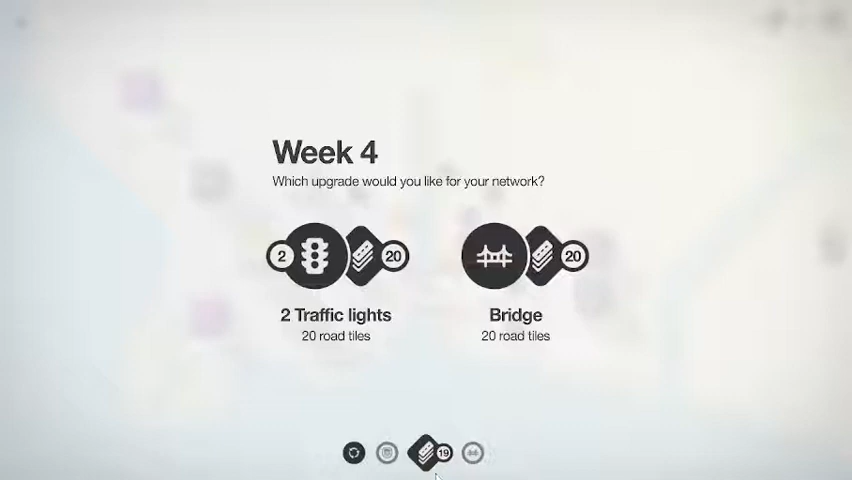 Week 4
Which upgrade would you like for your network?
2 20 20
2 Traffic lights Bridge
20 road tiles 20 road tiles
19